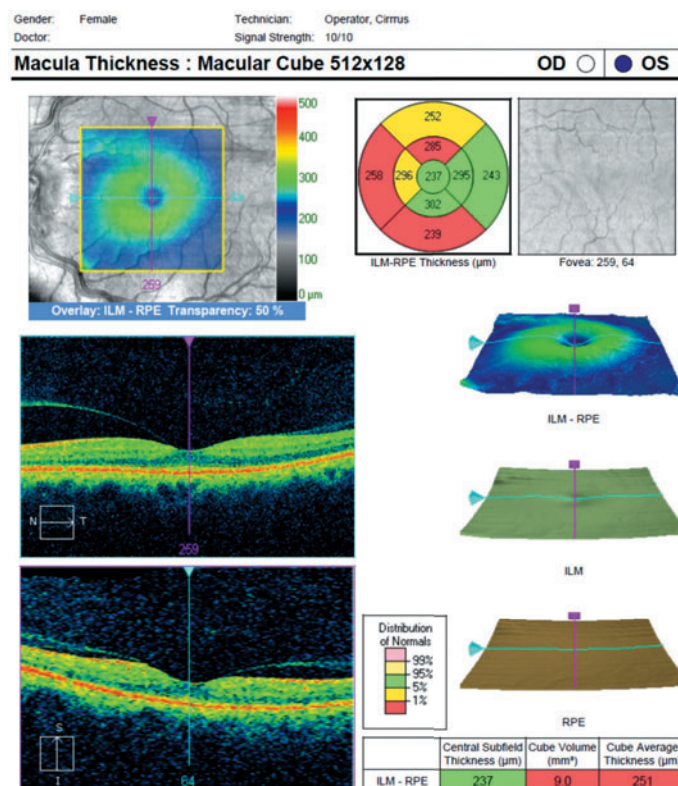 Gender: Female Technician: Operator, Cirrus
Doctor: Signal Strength: 10/10
Macula Thickness : Macular Cube 512x128 OD OS
500
400
300
200
100
0 µm
259
Overlay: ILM - RPE Transparency: 50 %
252
285
258 296 237 295 243
302
239
ILM-RPE Thickness (µm)
Fovea: 259, 64
ILM - RPE
N T
259
ILM
S
I
64
Distribution
of Normals
99%
95%
5%
1%
RPE
Central Subfield Thickness (µm) Cube Volume (mm³) Cube Average Thickness (µm)
ILM - RPE 237 9.0 251